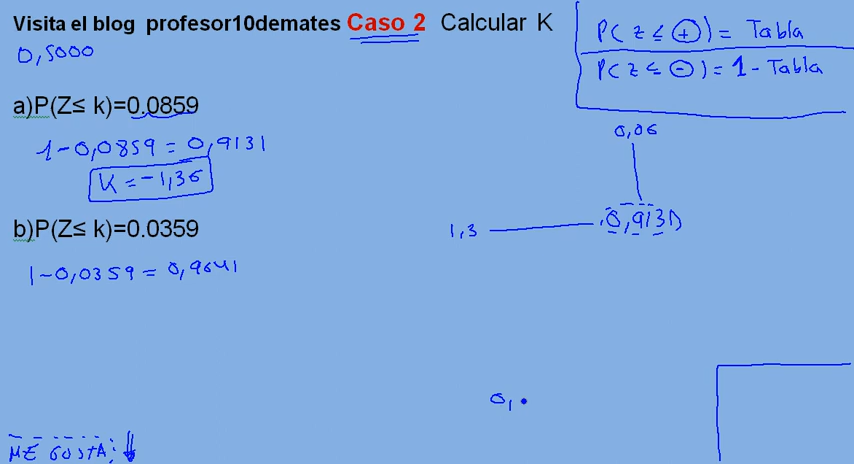 Visita el blog profesor10demates Caso 2 Calcular K
0,5000
P(z ≤ ⊕) = Tabla
P(z ≤ ⊖) = 1 - Tabla
a)P(Z≤ k)=0.0859
1-0,0859 = 0,9131
K = -1,36
0,06
1,3
0,9131
b)P(Z≤ k)=0.0359
1-0,0359 = 0,9641
0,
ME GUSTA: ↓